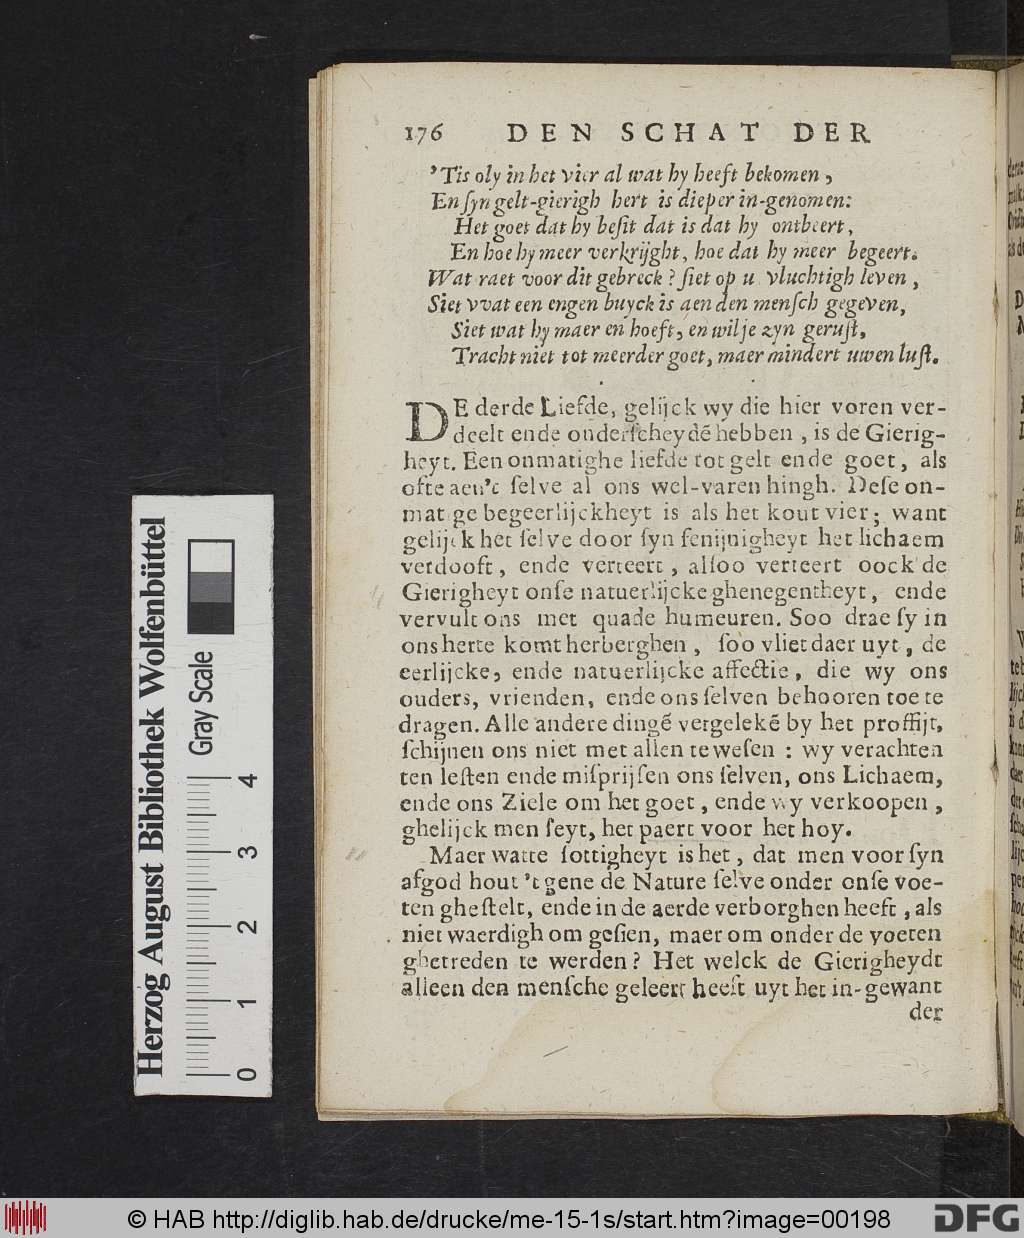 176 DEN SCHAT DER
’Tis oly in het vier al wat hy heeft bekomen,
En ſyn gelt-gierigh hert is dieper in-genomen:
Het goet dat hy beſit dat is dat hy ontbeert,
En hoe hy meer verkrijght, hoe dat hy meer begeert.
Wat raet voor dit gebreck? ſiet op u vluchtigh leven,
Siet vvat een engen buyck is aen den menſch gegeven,
Siet wat hy maer en hoeft, en wil je zyn geruſt,
Tracht niet tot meerder goet, maer mindert uwen luſt.
DE derde Liefde, gelijck wy die hier voren ver-
deelt ende onderſcheydē hebben, is de Gierig-
heyt. Een onmatighe liefde tot gelt ende goet, als
ofte aen’t ſelve al ons wel-varen hingh. Deſe on-
mat ge begeerlijckheyt is als het kout vier; want
gelijck het ſelve door ſyn fenijnigheyt het lichaem
verdooft, ende verteert, alſoo verteert oock de
Gierigheyt onſe natuerlijcke ghenegentheyt, ende
vervult ons met quade humeuren. Soo drae ſy in
ons herte komt herberghen, ſoo vliet daer uyt, de
eerlijcke, ende natuerlijcke affectie, die wy ons
ouders, vrienden, ende ons ſelven behooren toe te
dragen. Alle andere dingē vergelekē by het proffijt,
ſchijnen ons niet met allen te weſen: wy verachten
ten leſten ende miſprijſen ons ſelven, ons Lichaem,
ende ons Ziele om het goet, ende wy verkoopen,
ghelijck men ſeyt, het paert voor het hoy.
Maer watte ſottigheyt is het, dat men voor ſyn
afgod hout ’t gene de Nature ſelve onder onſe voe-
ten gheſtelt, ende in de aerde verborghen heeft, als
niet waerdigh om geſien, maer om onder de voeten
ghetreden te werden? Het welck de Gierigheydt
alleen den menſche geleert heeft uyt het in-gewant
der
Herzog August Bibliothek Wolfenbüttel
Gray Scale
0 1 2 3 4
© HAB http://diglib.hab.de/drucke/me-15-1s/start.htm?image=00198
DFG